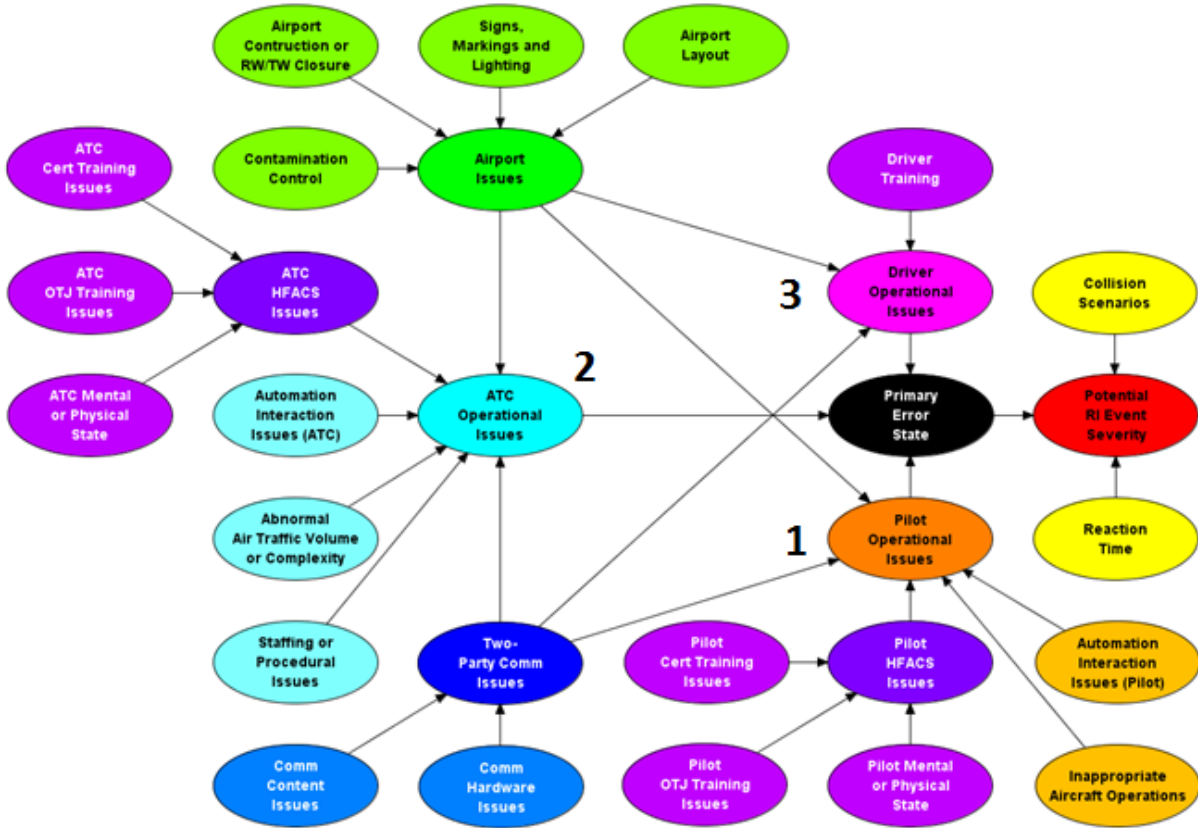 Airport
Contruction or
RW/TW Closure
Signs,
Markings and
Lighting
Airport
Layout
ATC
Cert Training
Issues
Contamination
Control
Airport
Issues
Driver
Training
ATC
OTJ Training
Issues
ATC
HFACS
Issues
3
Driver
Operational
Issues
Collision
Scenarios
ATC Mental
or Physical
State
Automation
Interaction
Issues (ATC)
ATC
Operational
Issues
2
Primary
Error
State
Potential
RI Event
Severity
Abnormal
Air Traffic Volume
or Complexity
1
Pilot
Operational
Issues
Reaction
Time
Staffing or
Procedural
Issues
Two-
Party Comm
Issues
Pilot
Cert Training
Issues
Pilot
HFACS
Issues
Automation
Interaction
Issues (Pilot)
Comm
Content
Issues
Comm
Hardware
Issues
Pilot
OTJ Training
Issues
Pilot Mental
or Physical
State
Inappropriate
Aircraft Operations